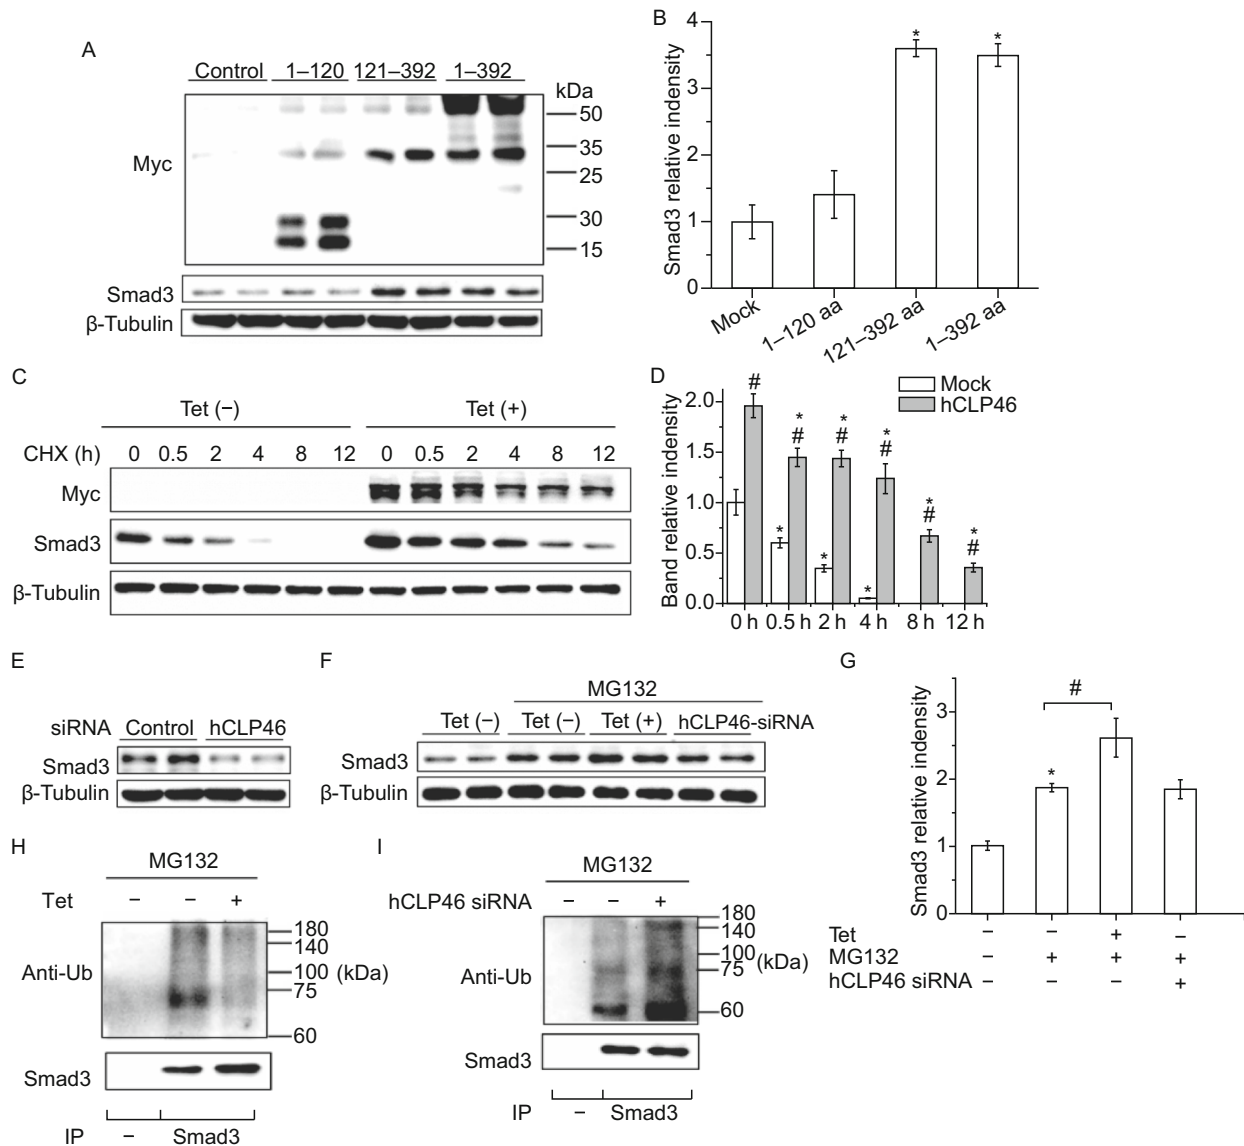 A
Control 1–120 121–392 1–392
kDa
50
35
25
30
15
Myc
Smad3
β-Tubulin
B
Smad3 relative indensity
4
3
2
1
0
Mock
1–120 aa
121–392 aa
1–392 aa
C
Tet (–) Tet (+)
CHX (h) 0 0.5 2 4 8 12 0 0.5 2 4 8 12
Myc
Smad3
β-Tubulin
D
Mock
hCLP46
Band relative indensity
2.0
1.5
1.0
0.5
0.0
#
* # * # * # * # * #
* * *
0 h 0.5 h 2 h 4 h 8 h 12 h
* *
E
siRNA Control hCLP46
Smad3
β-Tubulin
F
MG132
Tet (–) Tet (–) Tet (+) hCLP46-siRNA
Smad3
β-Tubulin
G
Smad3 relative indensity
3
2
1
0
#
*
Tet – – + –
MG132 – + + +
hCLP46 siRNA – – – +
H
MG132
Tet – – +
Anti-Ub
180
140
100 (kDa)
75
60
Smad3
IP – Smad3
I
MG132
hCLP46 siRNA – – +
Anti-Ub
180
140
100
75 (kDa)
60
Smad3
IP – Smad3